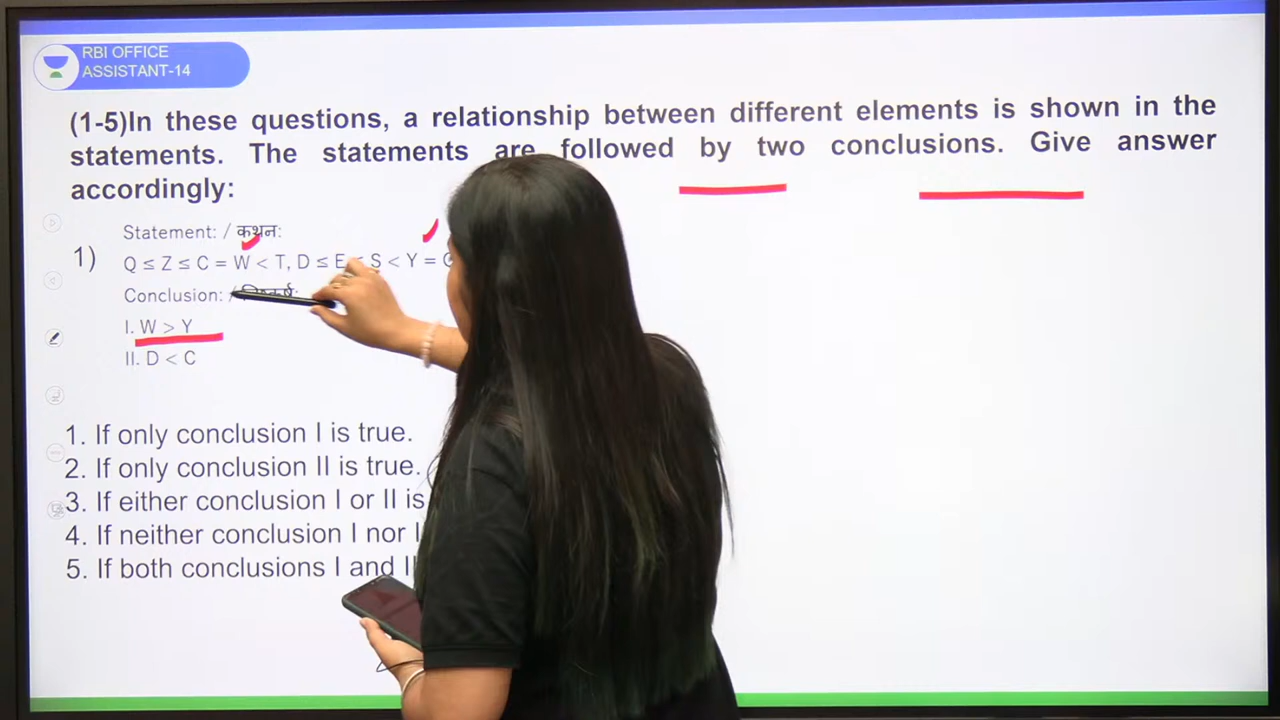 RBI OFFICE
ASSISTANT-14
(1-5)In these questions, a relationship between different elements is shown in the
statements. The statements are followed by two conclusions. Give answer
accordingly:
Statement: / कथन:
1)
Q ≤ Z ≤ C = W < T, D ≤ E S < Y =
Conclusion: / निष्कर्ष:
I. W > Y
II. D < C
1. If only conclusion I is true.
2. If only conclusion II is true.
3. If either conclusion I or II is
4. If neither conclusion I nor
5. If both conclusions I and